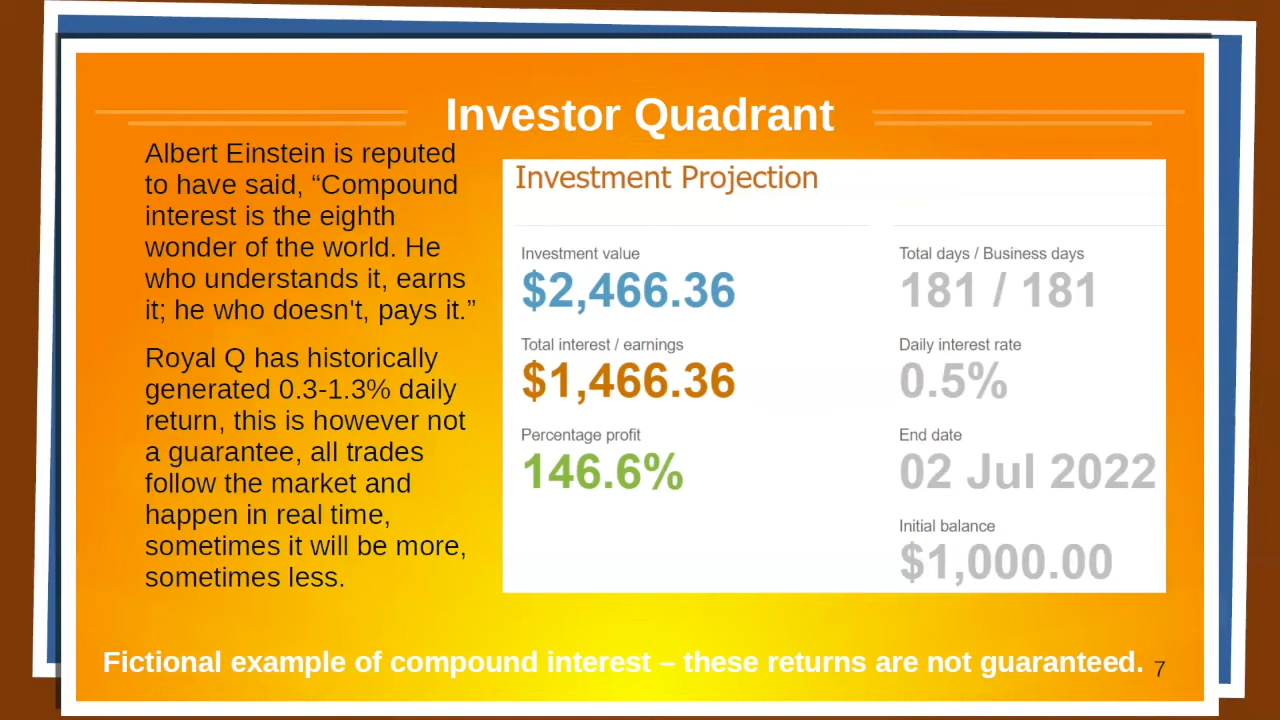 Investor Quadrant
Albert Einstein is reputed
to have said, “Compound
interest is the eighth
wonder of the world. He
who understands it, earns
it; he who doesn't, pays it.”
Royal Q has historically
generated 0.3-1.3% daily
return, this is however not
a guarantee, all trades
follow the market and
happen in real time,
sometimes it will be more,
sometimes less.
Investment Projection
Investment value
$2,466.36
Total interest / earnings
$1,466.36
Percentage profit
146.6%
Total days / Business days
181 / 181
Daily interest rate
0.5%
End date
02 Jul 2022
Initial balance
$1,000.00
Fictional example of compound interest – these returns are not guaranteed.
7